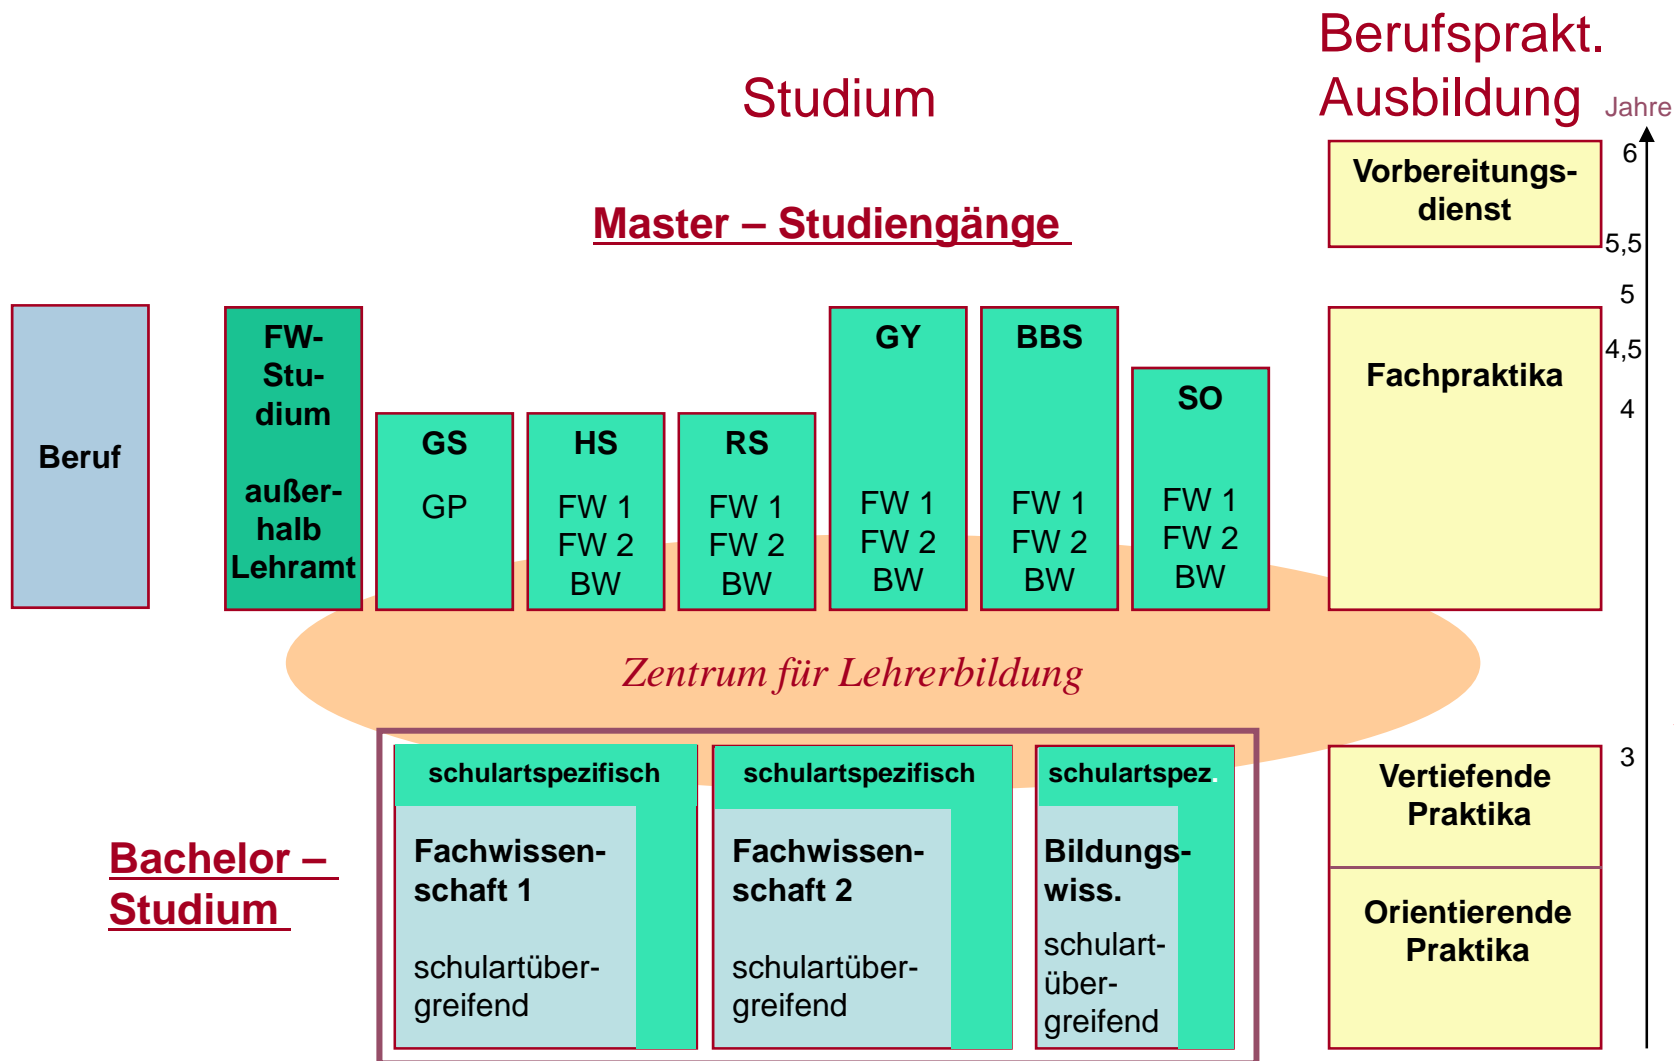 Studium
Berufsprakt.
Ausbildung
Jahre
Master – Studiengänge
Beruf
FW-
Stu-
dium
außer-
halb
Lehramt
GS
GP
HS
FW 1
FW 2
BW
RS
FW 1
FW 2
BW
GY
FW 1
FW 2
BW
BBS
FW 1
FW 2
BW
SO
FW 1
FW 2
BW
Vorbereitungs-
dienst
Fachpraktika
6
5,5
5
4,5
4
3
Zentrum für Lehrerbildung
Bachelor –
Studium
schulartspezifisch
Fachwissen-
schaft 1
schulartüber-
greifend
schulartspezifisch
Fachwissen-
schaft 2
schulartüber-
greifend
schulartspez.
Bildungs-
wiss.
schulart-
über-
greifend
Vertiefende
Praktika
Orientierende
Praktika